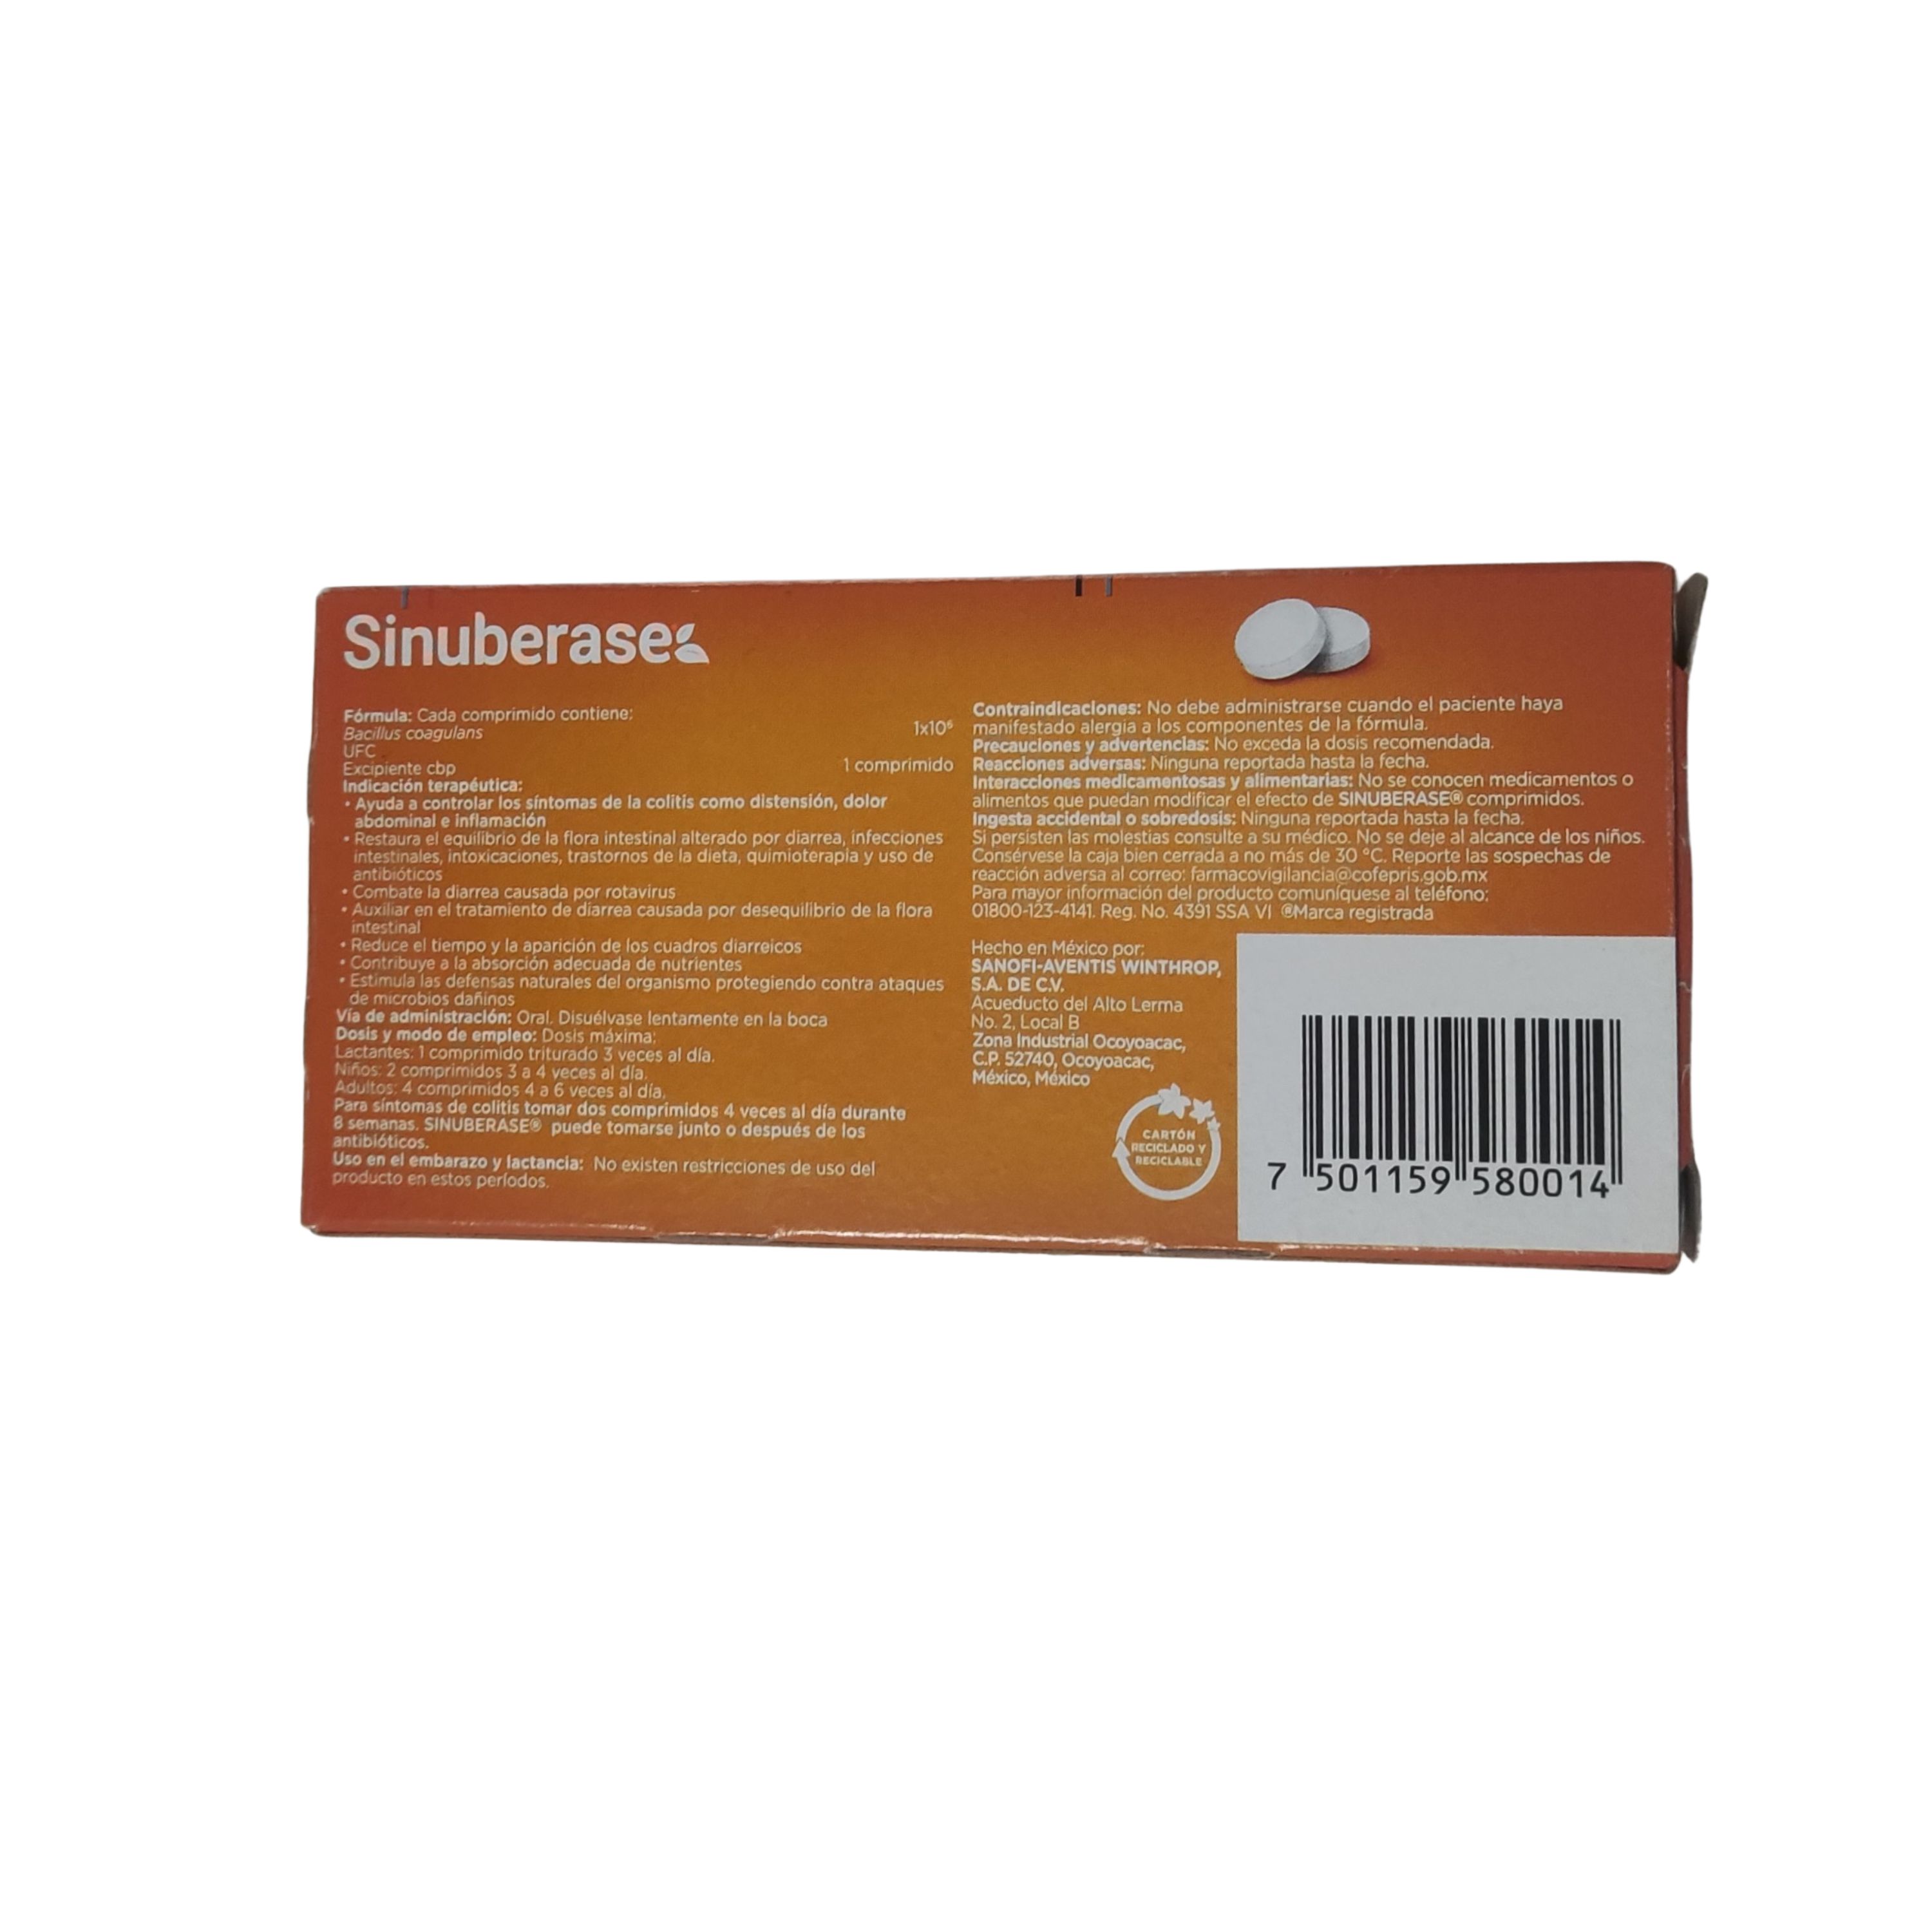 Sinuberase
Fórmula: Cada comprimido contiene:
Bacillus coagulans
UFC 1x10⁶
Excipiente cbp 1 comprimido
Indicación terapéutica:
• Ayuda a controlar los síntomas de la colitis como distensión, dolor
abdominal e inflamación
• Restaura el equilibrio de la flora intestinal alterado por diarrea, infecciones
intestinales, intoxicaciones, trastornos de la dieta, quimioterapia y uso de
antibióticos
• Combate la diarrea causada por rotavirus
• Auxiliar en el tratamiento de diarrea causada por desequilibrio de la flora
intestinal
• Reduce el tiempo y la aparición de los cuadros diarreicos
• Contribuye a la absorción adecuada de nutrientes
• Estimula las defensas naturales del organismo protegiendo contra ataques
de microbios dañinos
Vía de administración: Oral. Disuélvase lentamente en la boca
Dosis y modo de empleo: Dosis máxima:
Lactantes: 1 comprimido triturado 3 veces al día.
Niños: 2 comprimidos 3 a 4 veces al día.
Adultos: 4 comprimidos 4 a 6 veces al día.
Para síntomas de colitis tomar dos comprimidos 4 veces al día durante
8 semanas. SINUBERASE® puede tomarse junto o después de los
antibióticos.
Uso en el embarazo y lactancia: No existen restricciones de uso del
producto en estos períodos.
Contraindicaciones: No debe administrarse cuando el paciente haya
manifestado alergia a los componentes de la fórmula.
Precauciones y advertencias: No exceda la dosis recomendada.
Reacciones adversas: Ninguna reportada hasta la fecha.
Interacciones medicamentosas y alimentarias: No se conocen medicamentos o
alimentos que puedan modificar el efecto de SINUBERASE® comprimidos.
Ingesta accidental o sobredosis: Ninguna reportada hasta la fecha.
Si persisten las molestias consulte a su médico. No se deje al alcance de los niños.
Consérvese la caja bien cerrada a no más de 30 °C. Reporte las sospechas de
reacción adversa al correo: farmacovigilancia@cofepris.gob.mx
Para mayor información del producto comuníquese al teléfono:
01800-123-4141. Reg. No. 4391 SSA VI ®Marca registrada
Hecho en México por:
SANOFI-AVENTIS WINTHROP,
S.A. DE C.V.
Acueducto del Alto Lerma
No. 2, Local B
Zona Industrial Ocoyoacac,
C.P. 52740, Ocoyoacac,
México, México
CARTÓN
RECICLADO Y
RECICLABLE
7 501159 580014